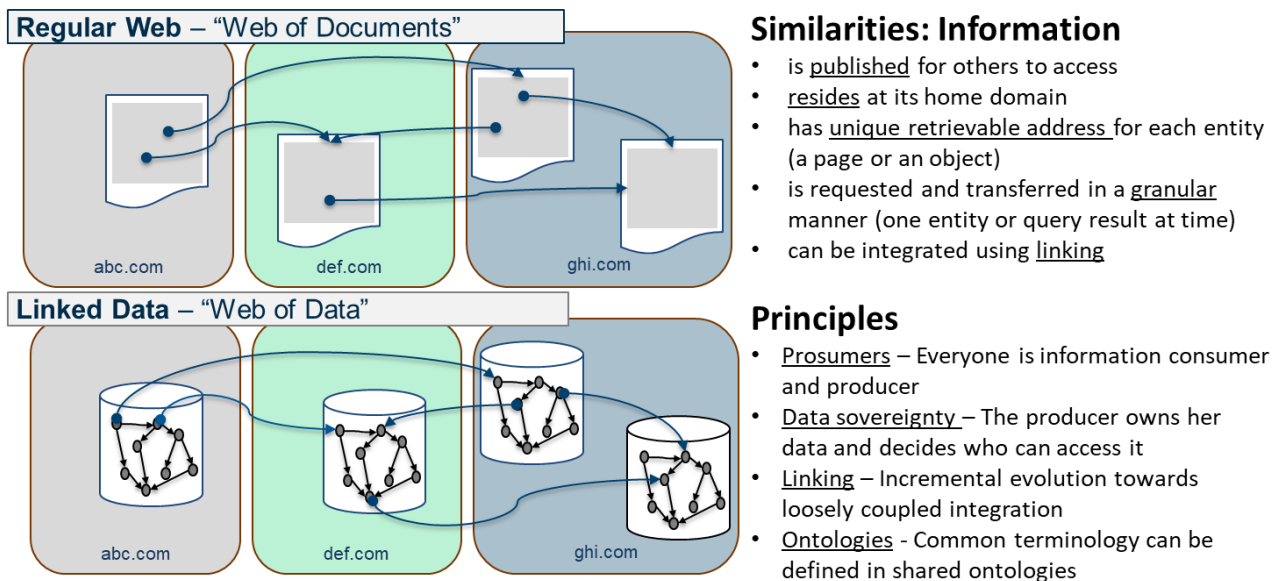 Regular Web – “Web of Documents”
abc.com
def.com
ghi.com
Linked Data – “Web of Data”
abc.com
def.com
ghi.com
Similarities: Information
• is published for others to access
• resides at its home domain
• has unique retrievable address for each entity
(a page or an object)
• is requested and transferred in a granular
manner (one entity or query result at time)
• can be integrated using linking
Principles
• Prosumers – Everyone is information consumer
and producer
• Data sovereignty – The producer owns her
data and decides who can access it
• Linking – Incremental evolution towards
loosely coupled integration
• Ontologies - Common terminology can be
defined in shared ontologies